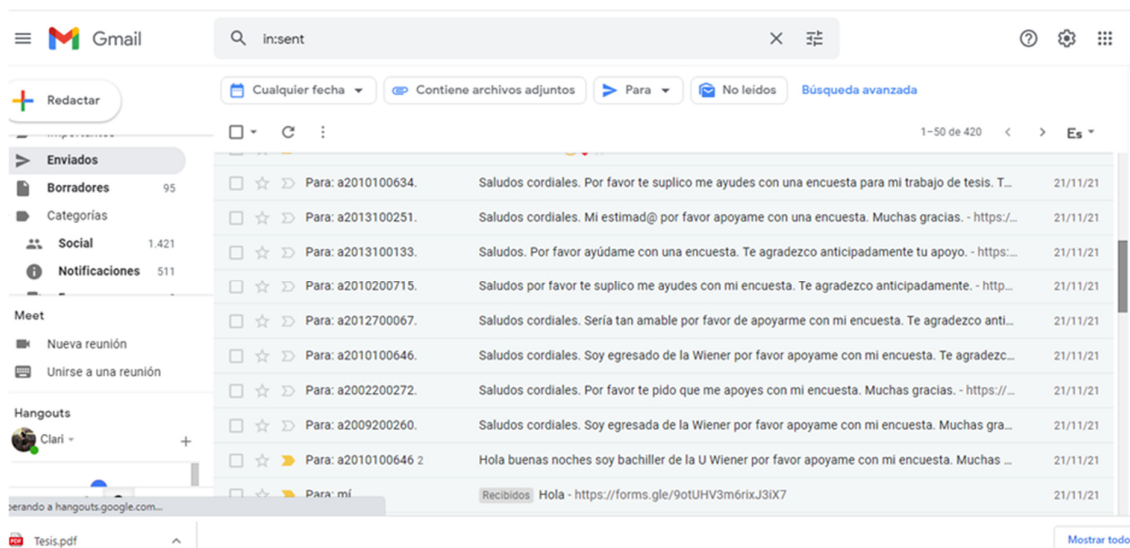 Gmail
in:sent
Redactar
Cualquier fecha
Contiene archivos adjuntos
Para
No leídos
Búsqueda avanzada
1–50 de 420
Es
Enviados
Borradores 95
Categorías
Social 1.421
Notificaciones 511
Meet
Nueva reunión
Unirse a una reunión
Hangouts
Clari
Para: a2010100634. Saludos cordiales. Por favor te suplico me ayudes con una encuesta para mi trabajo de tesis. T... 21/11/21
Para: a2013100251. Saludos cordiales. Mi estimad@ por favor apoyame con una encuesta. Muchas gracias. - https:/... 21/11/21
Para: a2013100133. Saludos. Por favor ayúdame con una encuesta. Te agradezco anticipadamente tu apoyo. - https:... 21/11/21
Para: a2010200715. Saludos por favor te suplico me ayudes con mi encuesta. Te agradezco anticipadamente. - http... 21/11/21
Para: a2012700067. Saludos cordiales. Sería tan amable por favor de apoyarme con mi encuesta. Te agradezco anti... 21/11/21
Para: a2010100646. Saludos cordiales. Soy egresado de la Wiener por favor apoyame con mi encuesta. Te agradezc... 21/11/21
Para: a2002200272. Saludos cordiales. Por favor te pido que me apoyes con mi encuesta. Muchas gracias. - https://... 21/11/21
Para: a2009200260. Saludos cordiales. Soy egresada de la Wiener por favor apoyame con mi encuesta. Muchas gra... 21/11/21
Para: a2010100646 2 Hola buenas noches soy bachiller de la U Wiener por favor apoyame con mi encuesta. Muchas ... 21/11/21
Para: mí Recibidos Hola - https://forms.gle/9otUHV3m6rixJ3iX7 21/11/21
perando a hangouts.google.com...
PDF
Tesis.pdf
Mostrar todo